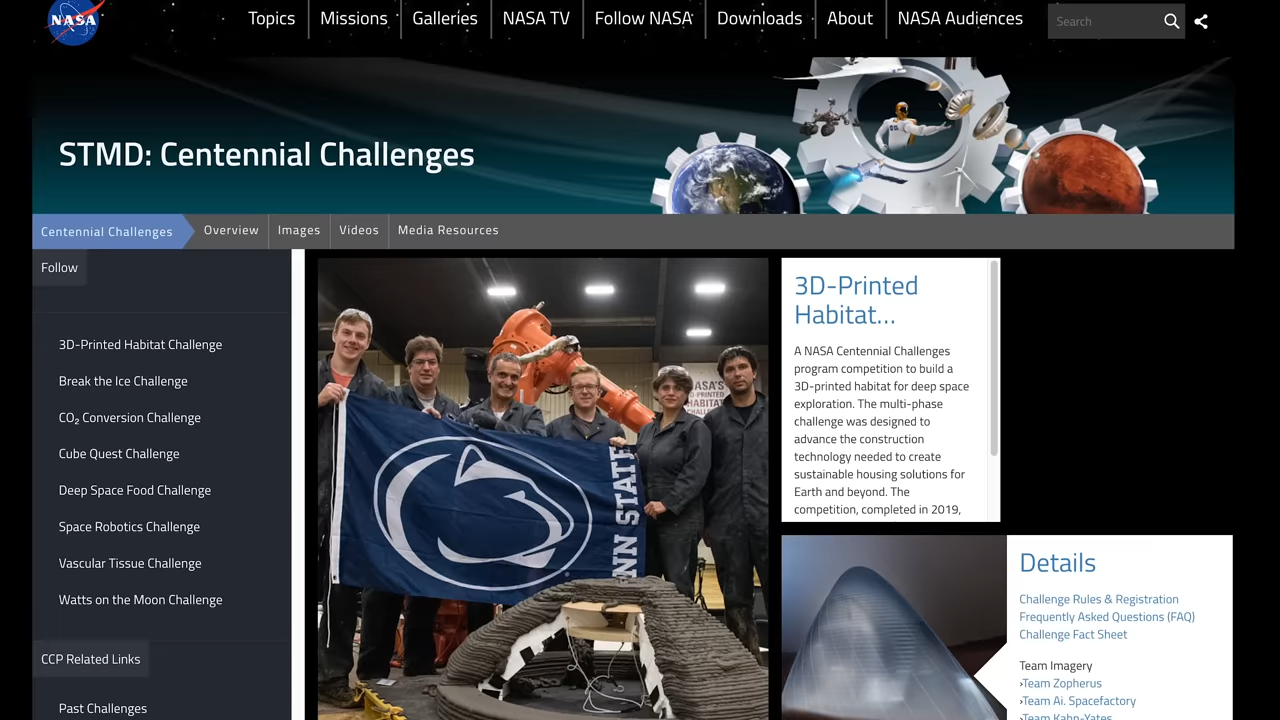 NASA
Topics
Missions
Galleries
NASA TV
Follow NASA
Downloads
About
NASA Audiences
Search
STMD: Centennial Challenges
Centennial Challenges
Overview
Images
Videos
Media Resources
Follow
3D-Printed Habitat Challenge
Break the Ice Challenge
CO₂ Conversion Challenge
Cube Quest Challenge
Deep Space Food Challenge
Space Robotics Challenge
Vascular Tissue Challenge
Watts on the Moon Challenge
CCP Related Links
Past Challenges
NN STATE
3D-Printed
Habitat...
A NASA Centennial Challenges
program competition to build a
3D-printed habitat for deep space
exploration. The multi-phase
challenge was designed to
advance the construction
technology needed to create
sustainable housing solutions for
Earth and beyond. The
competition, completed in 2019,
Details
Challenge Rules & Registration
Frequently Asked Questions (FAQ)
Challenge Fact Sheet
Team Imagery
›Team Zopherus
›Team Ai. Spacefactory
›Team Kahn-Yates